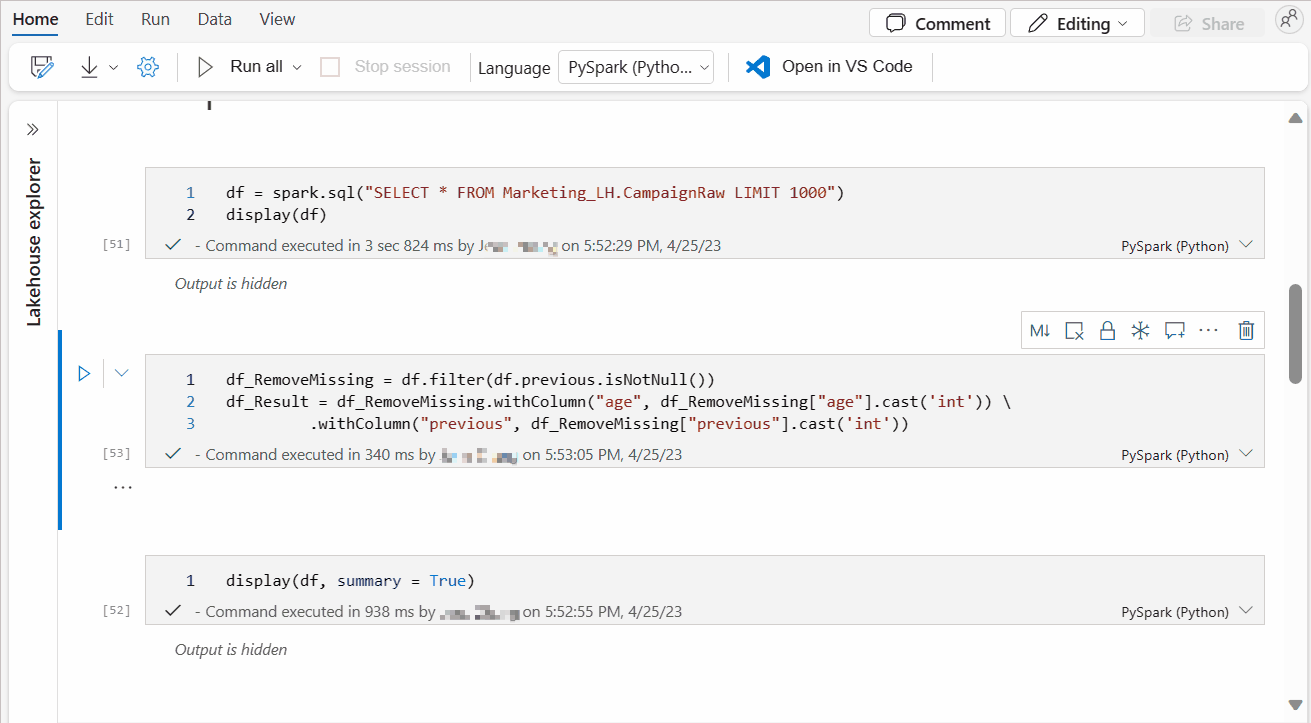 Home Edit Run Data View Comment Editing Share
Run all Stop session Language PySpark (Pytho... Open in VS Code
Lakehouse explorer
1 df = spark.sql("SELECT * FROM Marketing_LH.CampaignRaw LIMIT 1000")
2 display(df)
[51] - Command executed in 3 sec 824 ms by on 5:52:29 PM, 4/25/23 PySpark (Python)
Output is hidden
M↓ ...
1 df_RemoveMissing = df.filter(df.previous.isNotNull())
2 df_Result = df_RemoveMissing.withColumn("age", df_RemoveMissing["age"].cast('int')) \
3 .withColumn("previous", df_RemoveMissing["previous"].cast('int'))
[53] - Command executed in 340 ms by on 5:53:05 PM, 4/25/23 PySpark (Python)
...
1 display(df, summary = True)
[52] - Command executed in 938 ms by on 5:52:55 PM, 4/25/23 PySpark (Python)
Output is hidden